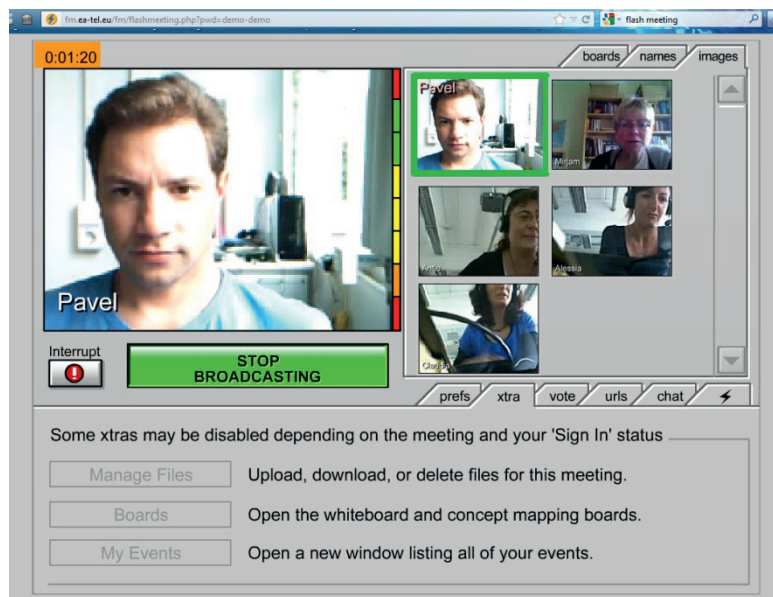 fm.ea-tel.eu/fm/flashmeeting.php?pwd=demo-demo
flash meeting
0:01:20
boards names images
Pavel
Mirjam
Alessia
Claudia
Pavel
Interrupt
STOP
BROADCASTING
prefs xtra vote urls chat
Some xtras may be disabled depending on the meeting and your 'Sign In' status
Manage Files Upload, download, or delete files for this meeting.
Boards Open the whiteboard and concept mapping boards.
My Events Open a new window listing all of your events.